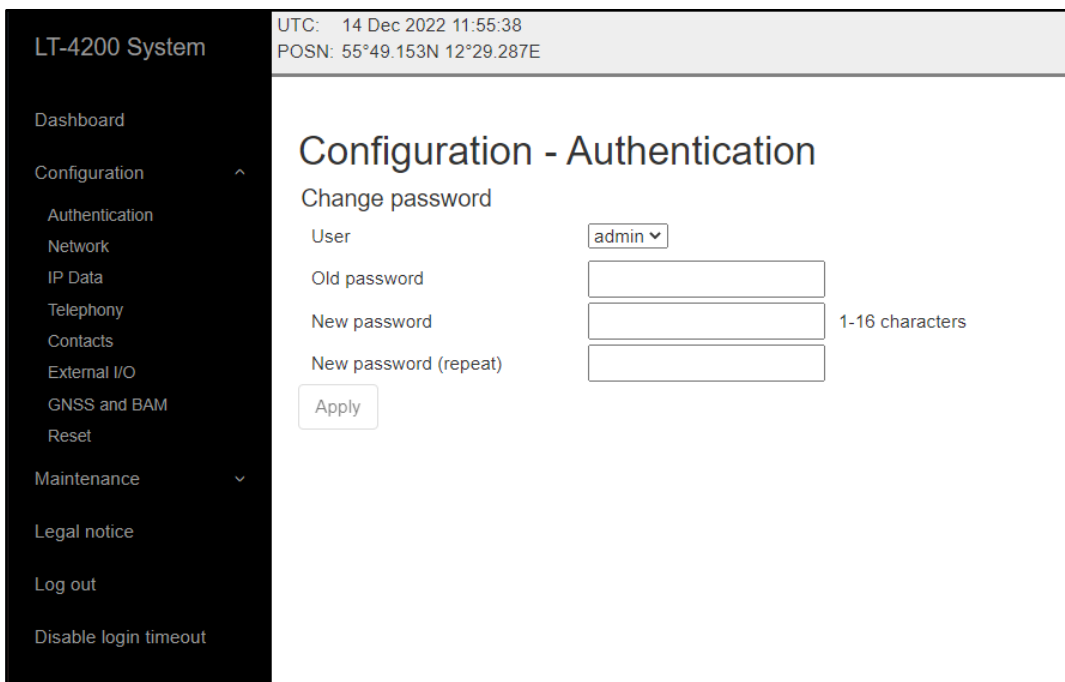 LT-4200 System
UTC: 14 Dec 2022 11:55:38
POSN: 55°49.153N 12°29.287E
Dashboard
Configuration
Authentication
Network
IP Data
Telephony
Contacts
External I/O
GNSS and BAM
Reset
Maintenance
Legal notice
Log out
Disable login timeout
Configuration - Authentication
Change password
User admin
Old password
New password 1-16 characters
New password (repeat)
Apply